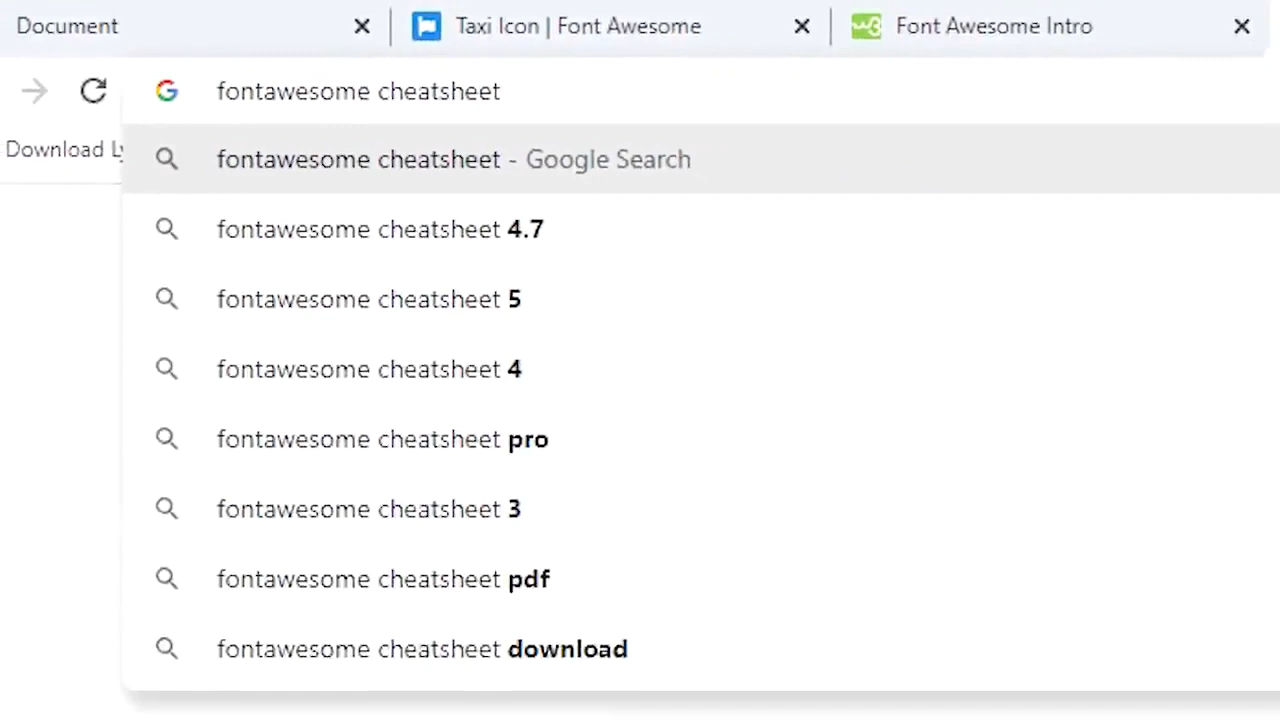 Document
Taxi Icon | Font Awesome
Font Awesome Intro
fontawesome cheatsheet
Download
fontawesome cheatsheet - Google Search
fontawesome cheatsheet 4.7
fontawesome cheatsheet 5
fontawesome cheatsheet 4
fontawesome cheatsheet pro
fontawesome cheatsheet 3
fontawesome cheatsheet pdf
fontawesome cheatsheet download